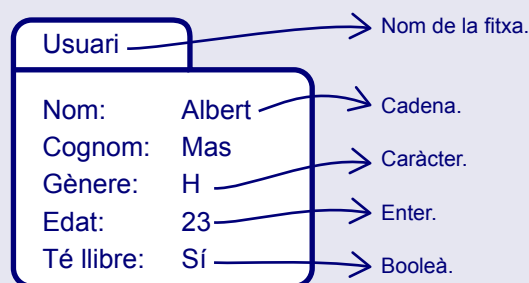 Usuari
Nom de la fitxa.
Nom: Albert
Cadena.
Cognom: Mas
Gènere: H
Caràcter.
Edat: 23
Enter.
Té llibre: Sí
Booleà.